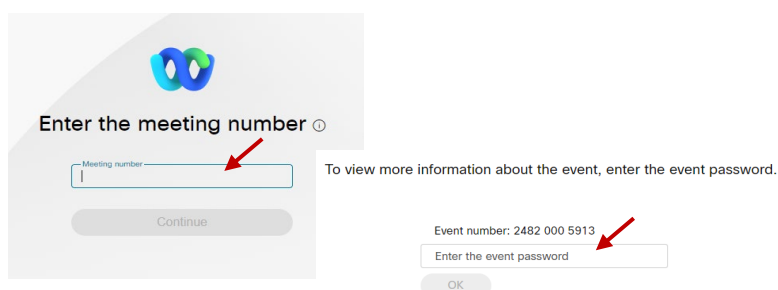 Enter the meeting number
Meeting number
Continue
To view more information about the event, enter the event password.
Event number: 2482 000 5913
Enter the event password
OK